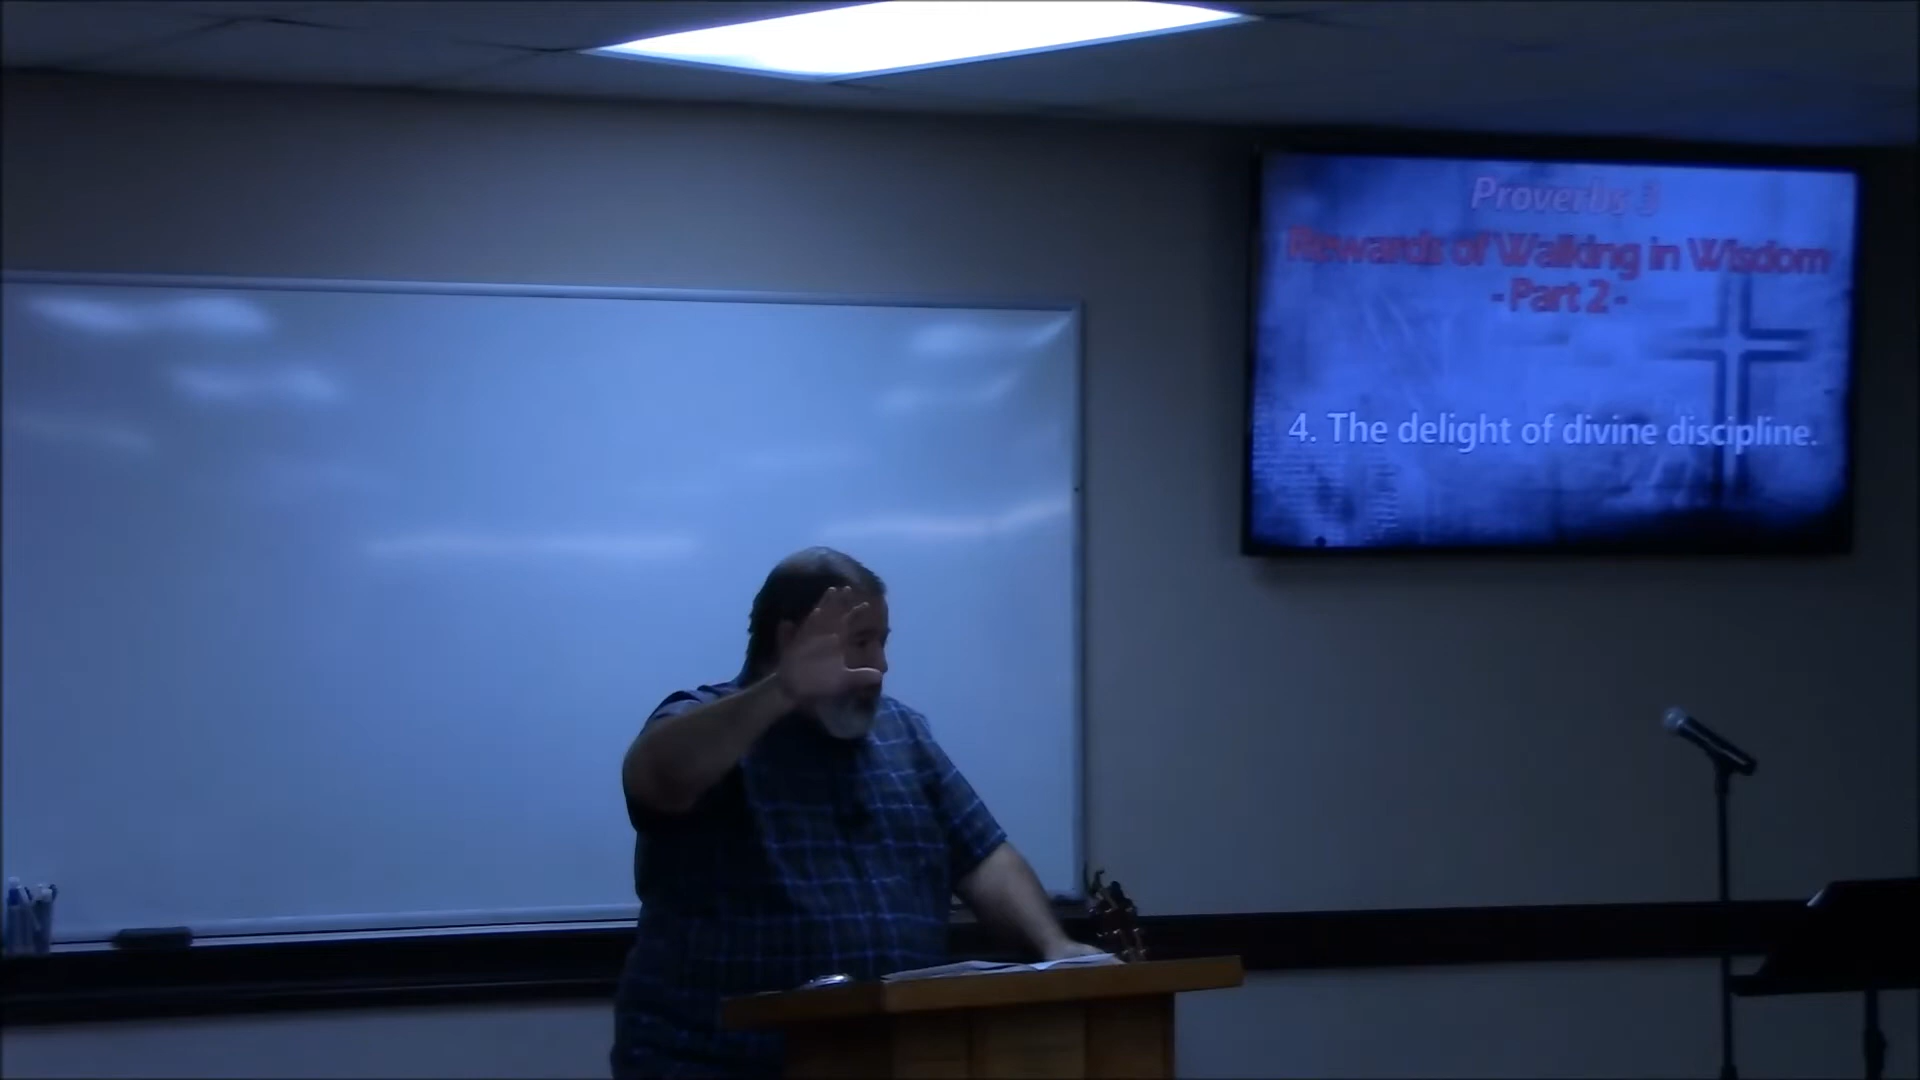 Proverbs 3
Rewards of Walking in Wisdom
- Part 2 -
4. The delight of divine discipline.